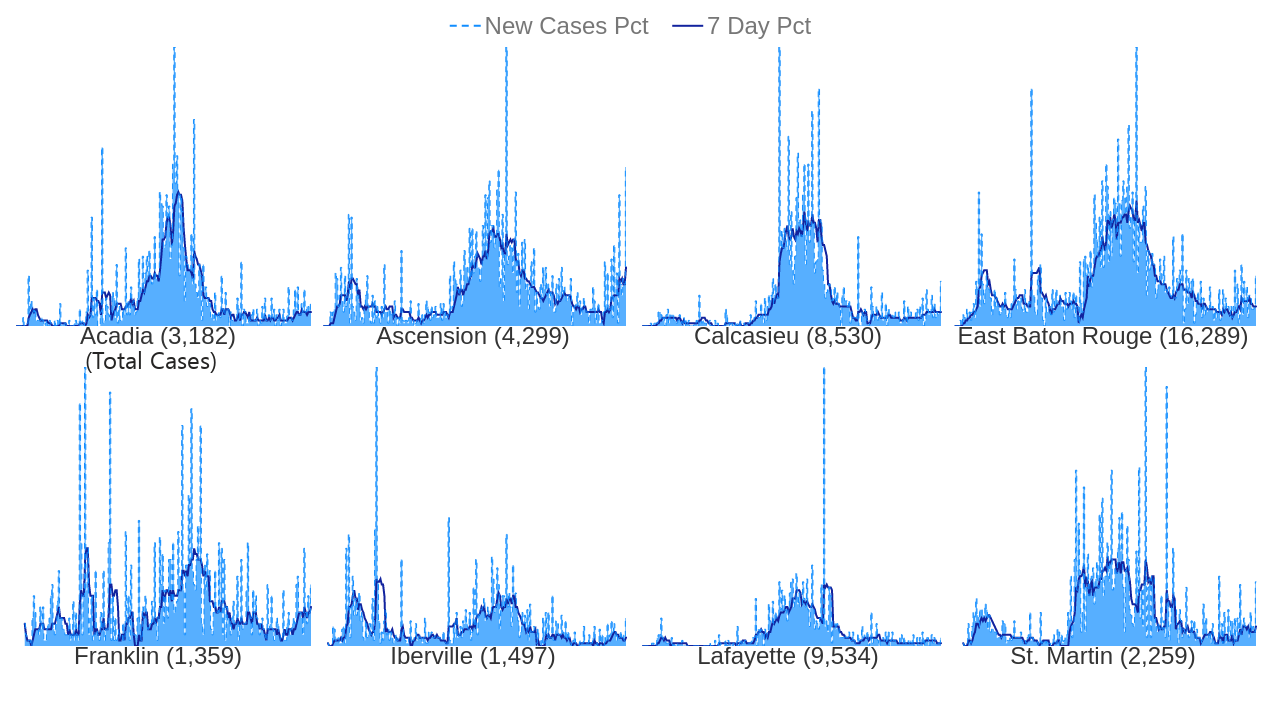 New Cases Pct 7 Day Pct
Acadia (3,182) Ascension (4,299) Calcasieu (8,530) East Baton Rouge (16,289)
(Total Cases)
Franklin (1,359) Iberville (1,497) Lafayette (9,534) St. Martin (2,259)